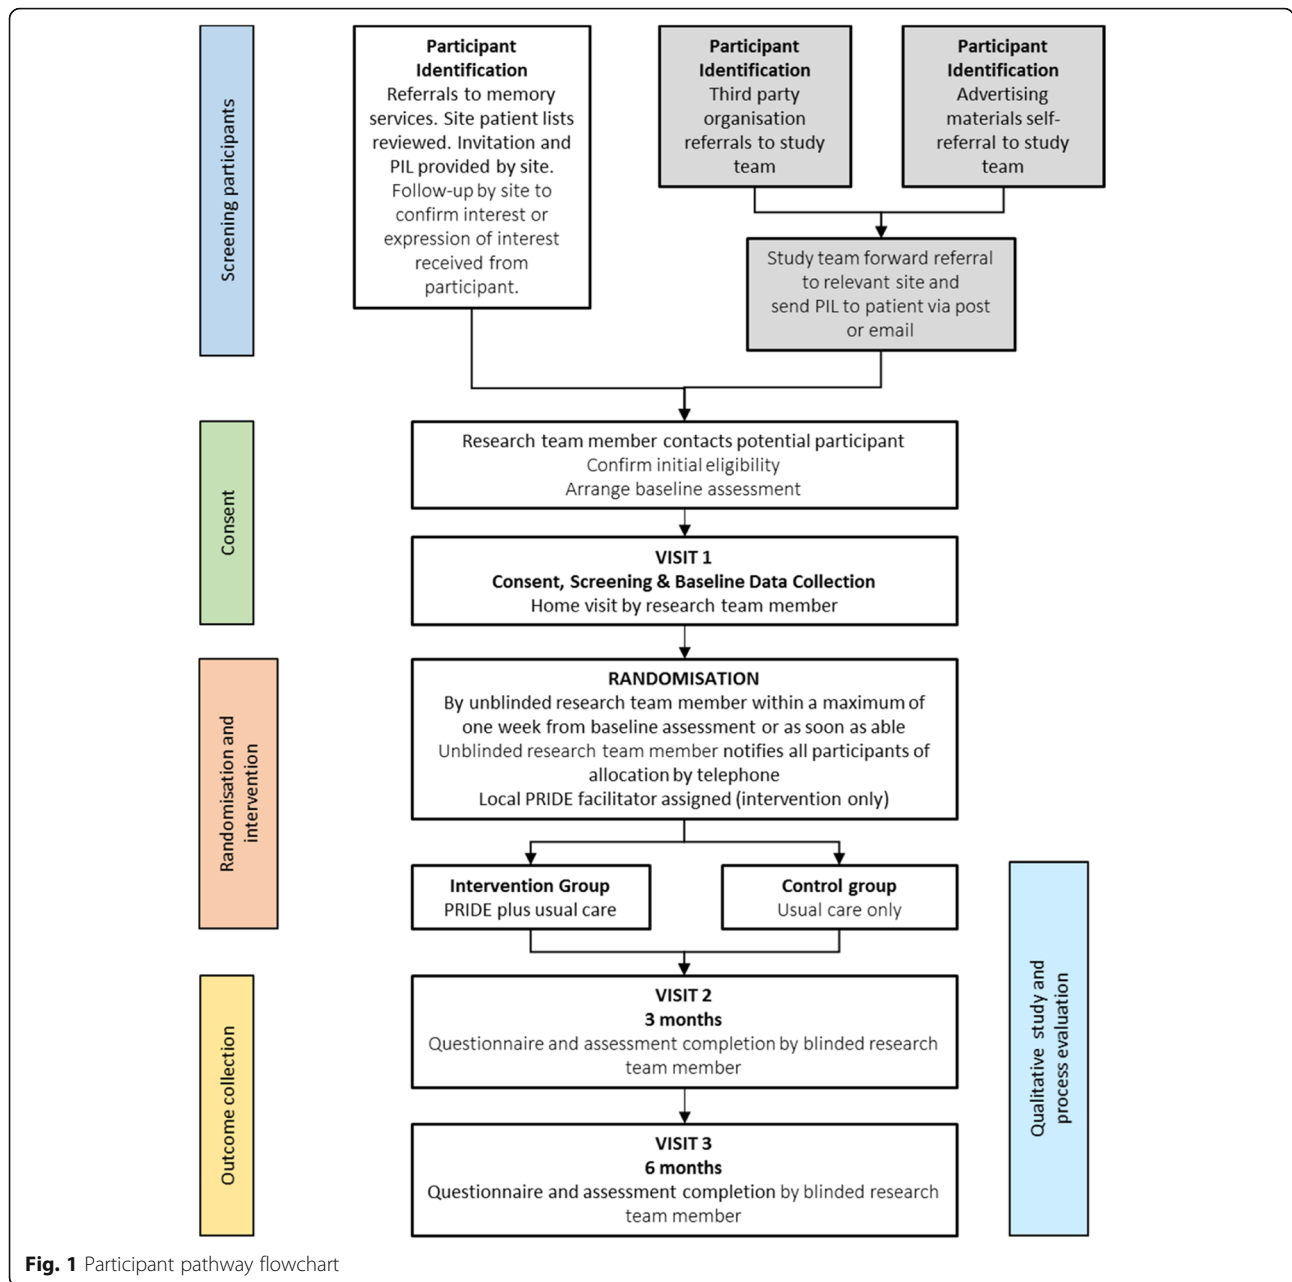 Screening participants
Participant
Identification
Referrals to memory
services. Site patient lists
reviewed. Invitation and
PIL provided by site.
Follow-up by site to
confirm interest or
expression of interest
received from
participant.
Participant
Identification
Third party
organisation
referrals to study
team
Participant
Identification
Advertising
materials self-
referral to study
team
Study team forward referral
to relevant site and
send PIL to patient via post
or email
Consent
Research team member contacts potential participant
Confirm initial eligibility
Arrange baseline assessment
VISIT 1
Consent, Screening & Baseline Data Collection
Home visit by research team member
Randomisation and
intervention
RANDOMISATION
By unblinded research team member within a maximum of
one week from baseline assessment or as soon as able
Unblinded research team member notifies all participants of
allocation by telephone
Local PRIDE facilitator assigned (intervention only)
Intervention Group
PRIDE plus usual care
Control group
Usual care only
Qualitative study and
process evaluation
Outcome collection
VISIT 2
3 months
Questionnaire and assessment completion by blinded research
team member
VISIT 3
6 months
Questionnaire and assessment completion by blinded research
team member
Fig. 1 Participant pathway flowchart